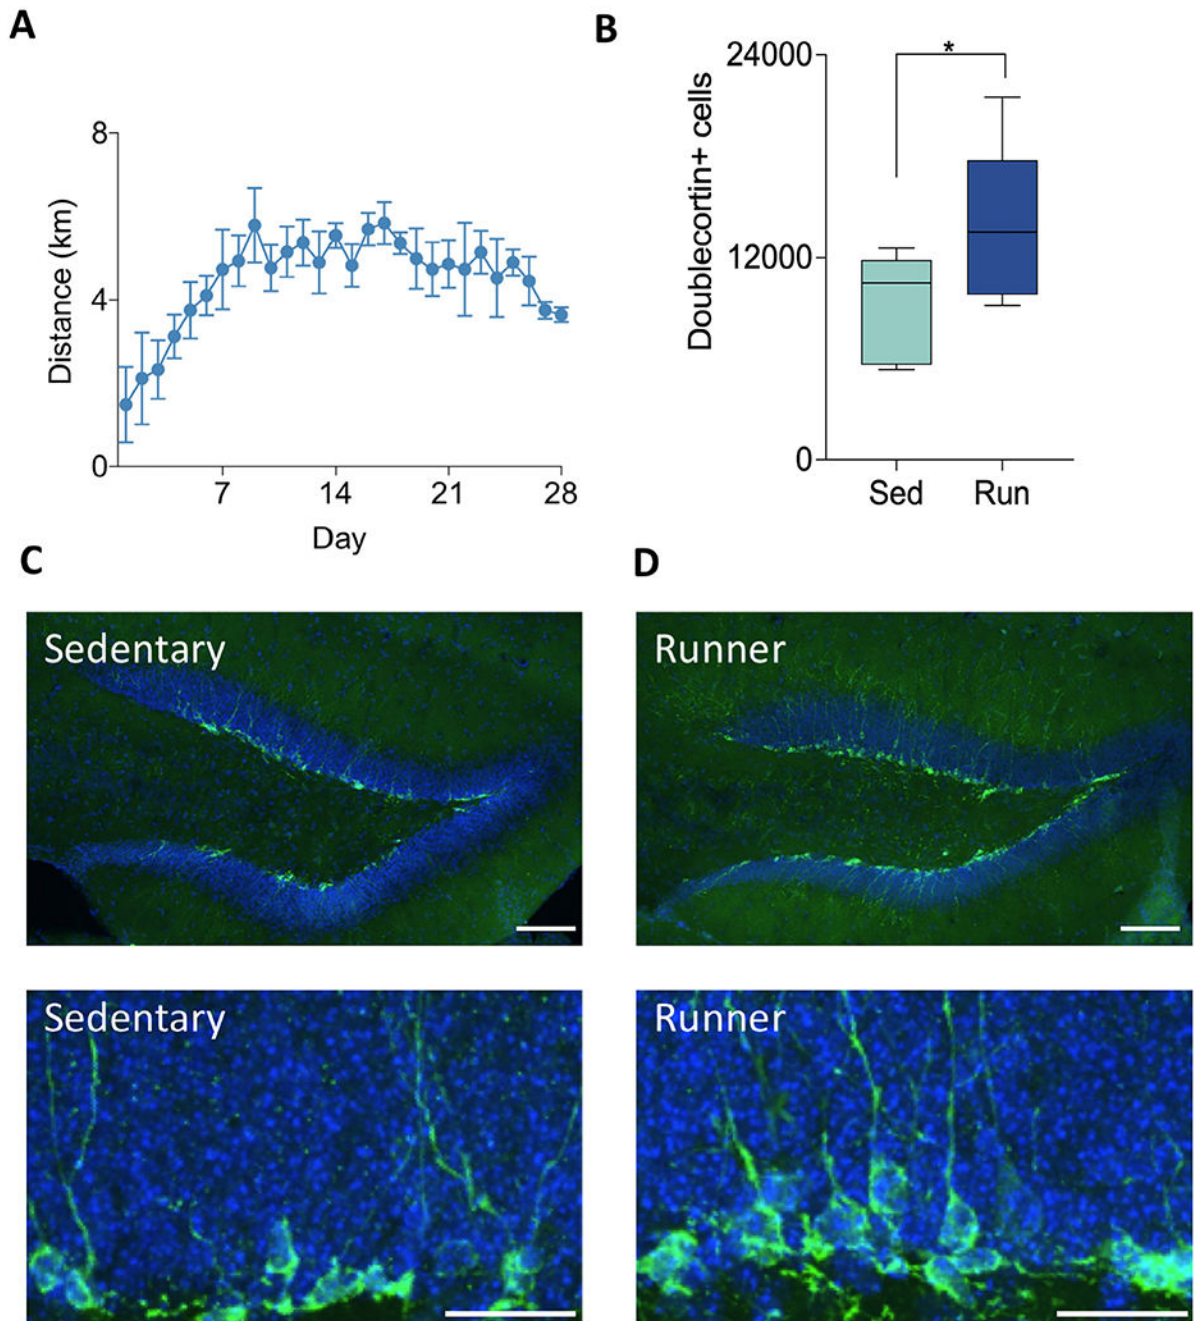 A
8
4
0
Distance (km)
7 14 21 28
Day
B
24000
12000
0
Doublecortin+ cells
*
Sed Run
C
Sedentary
Sedentary
D
Runner
Runner